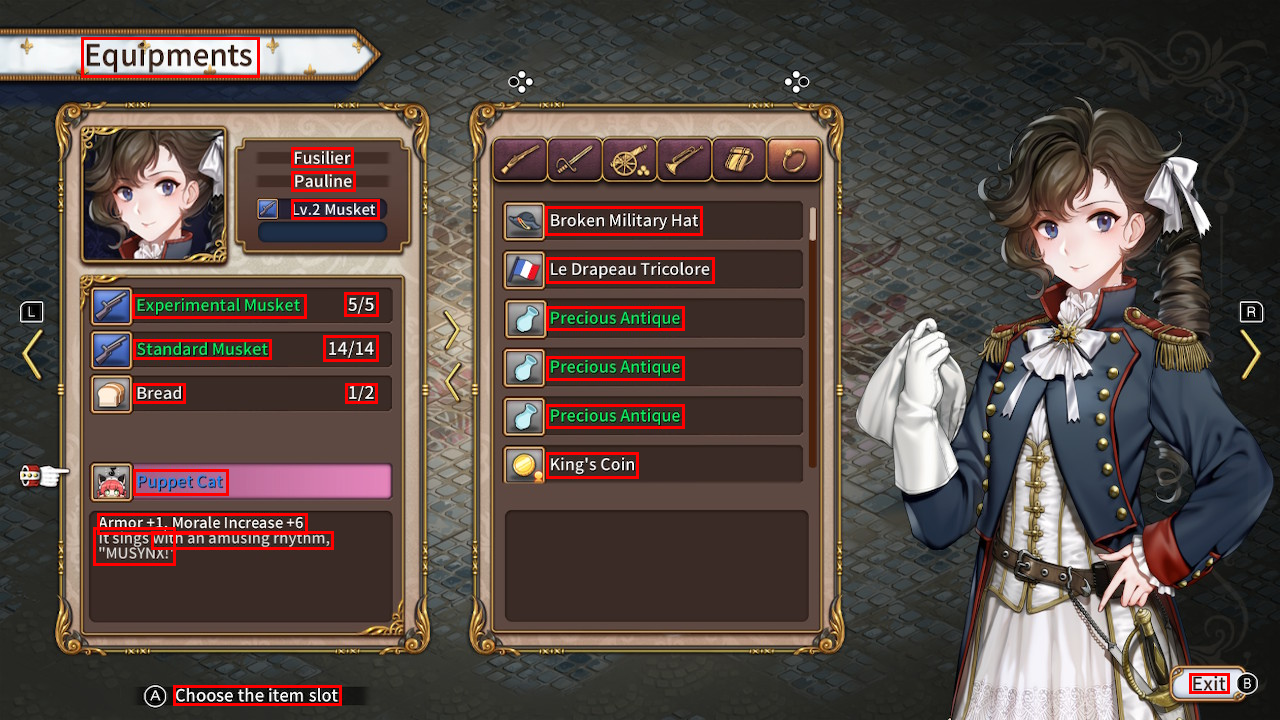 Equipments
Fusilier
Pauline
Lv.2 Musket
L
R
Experimental Musket 5/5
Standard Musket 14/14
Bread 1/2
Puppet Cat
Armor +1, Morale Increase +6
It sings with an amusing rhythm,
"MUSYNX!"
Broken Military Hat
Le Drapeau Tricolore
Precious Antique
Precious Antique
Precious Antique
King's Coin
A Choose the item slot
Exit B